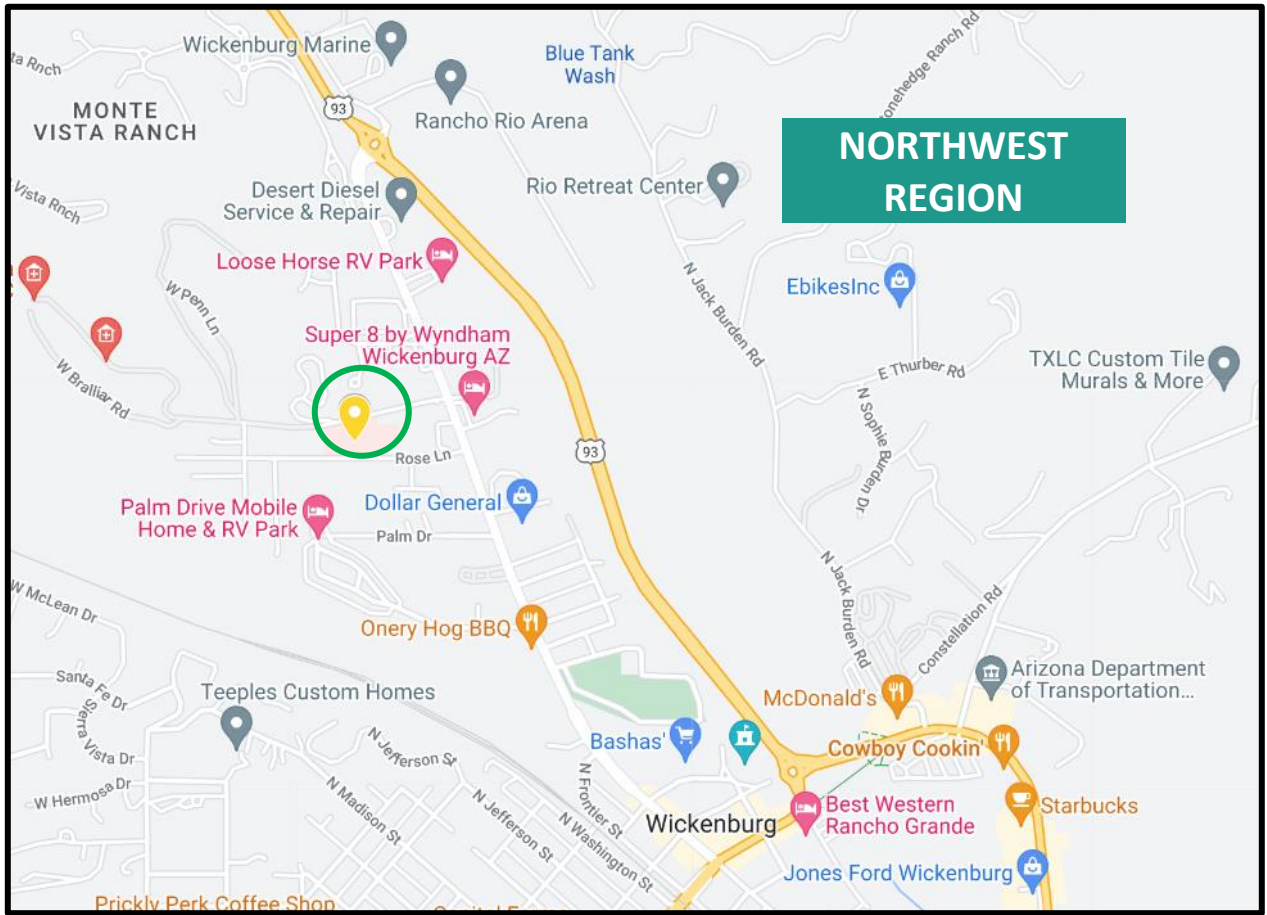 Wickenburg Marine
Blue Tank
Wash
ta Rnch
93
MONTE
VISTA RANCH
Rancho Rio Arena
onehedge Ranch Rd
NORTHWEST
REGION
Desert Diesel
Service & Repair
Rio Retreat Center
Vista Rnch
Loose Horse RV Park
N Jack Burden Rd
EbikesInc
W Penn Ln
Super 8 by Wyndham
Wickenburg AZ
TXLC Custom Tile
Murals & More
E Thurber Rd
W Bralliar Rd
N Sophie Burden Dr
Rose Ln
93
Palm Drive Mobile
Home & RV Park
Dollar General
Palm Dr
N Jack Burden Rd
W McLean Dr
Constellation Rd
Onery Hog BBQ
Santa Fe Dr
Teeples Custom Homes
Arizona Department
of Transportation...
McDonald's
Sierra Vista Dr
N Jefferson St
Bashas'
Cowboy Cookin'
W Hermosa Dr
N Madison St
N Jefferson St
N Frontier St
N Washington St
Wickenburg
Best Western
Rancho Grande
Starbucks
Jones Ford Wickenburg
Prickly Perk Coffee Shop